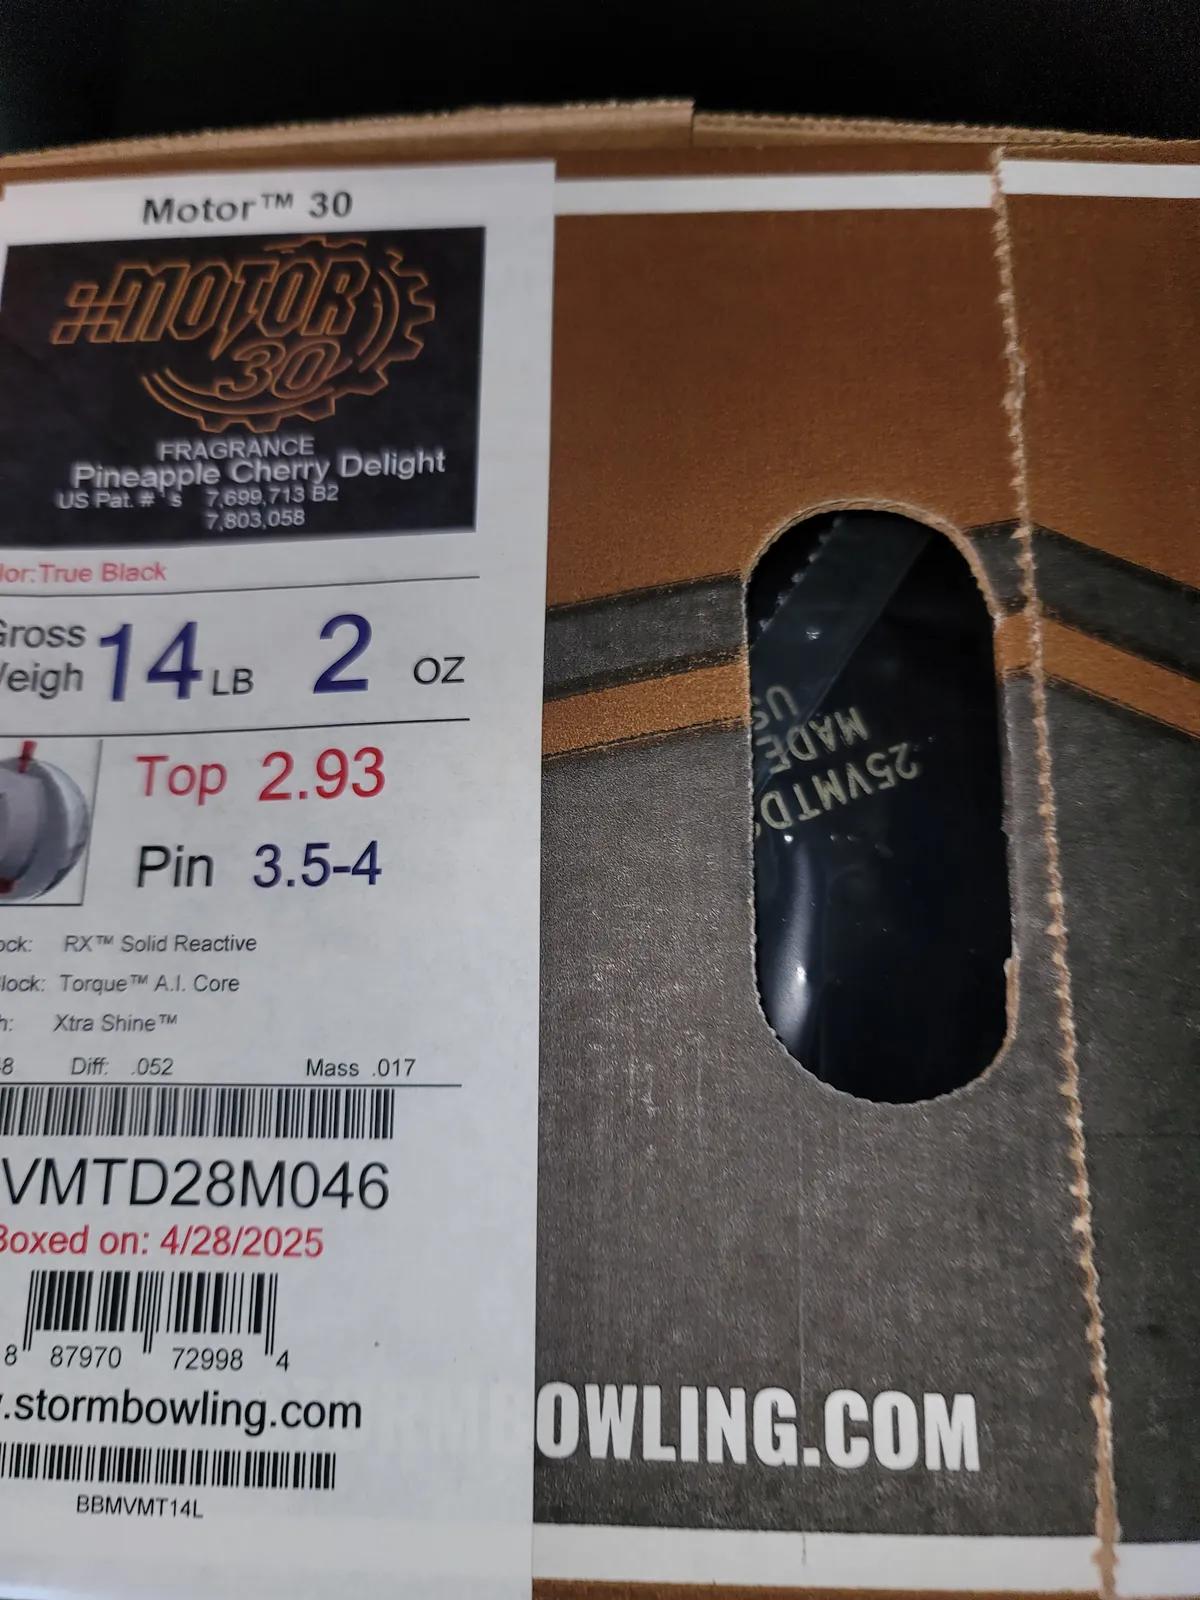 Motor™ 30
MOTOR
30
FRAGRANCE
Pineapple Cherry Delight
US Pat. #'s 7,699,713 B2
7,803,058
lor:True Black
Gross
Weigh 14 LB 2 OZ
Top 2.93
Pin 3.5-4
ock: RX™ Solid Reactive
lock: Torque™ A.I. Core
h: Xtra Shine™
8 Diff: .052 Mass .017
VMTD28M046
Boxed on: 4/28/2025
8 87970 72998 4
.stormbowling.com
BBMVMT14L
25VMTD
MADE
US
OWLING.COM